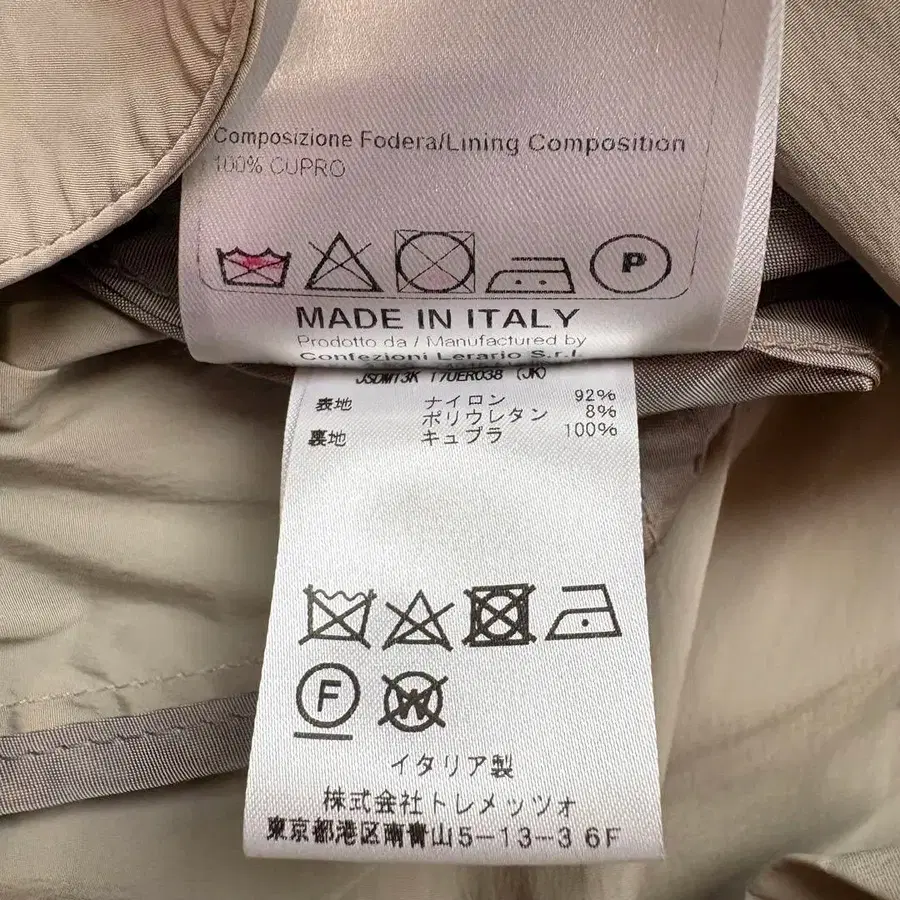 Composizione Fodera/Lining Composition
100% CUPRO
P
MADE IN ITALY
Prodotto da / Manufactured by
Confezioni Lerario S.r.l.
JSDM13K 170ER038 (JK)
表地 ナイロン 92%
ポリウレタン 8%
裏地 キュプラ 100%
F W
イタリア製
株式会社トレメッツォ
東京都港区南青山5-13-3 6F